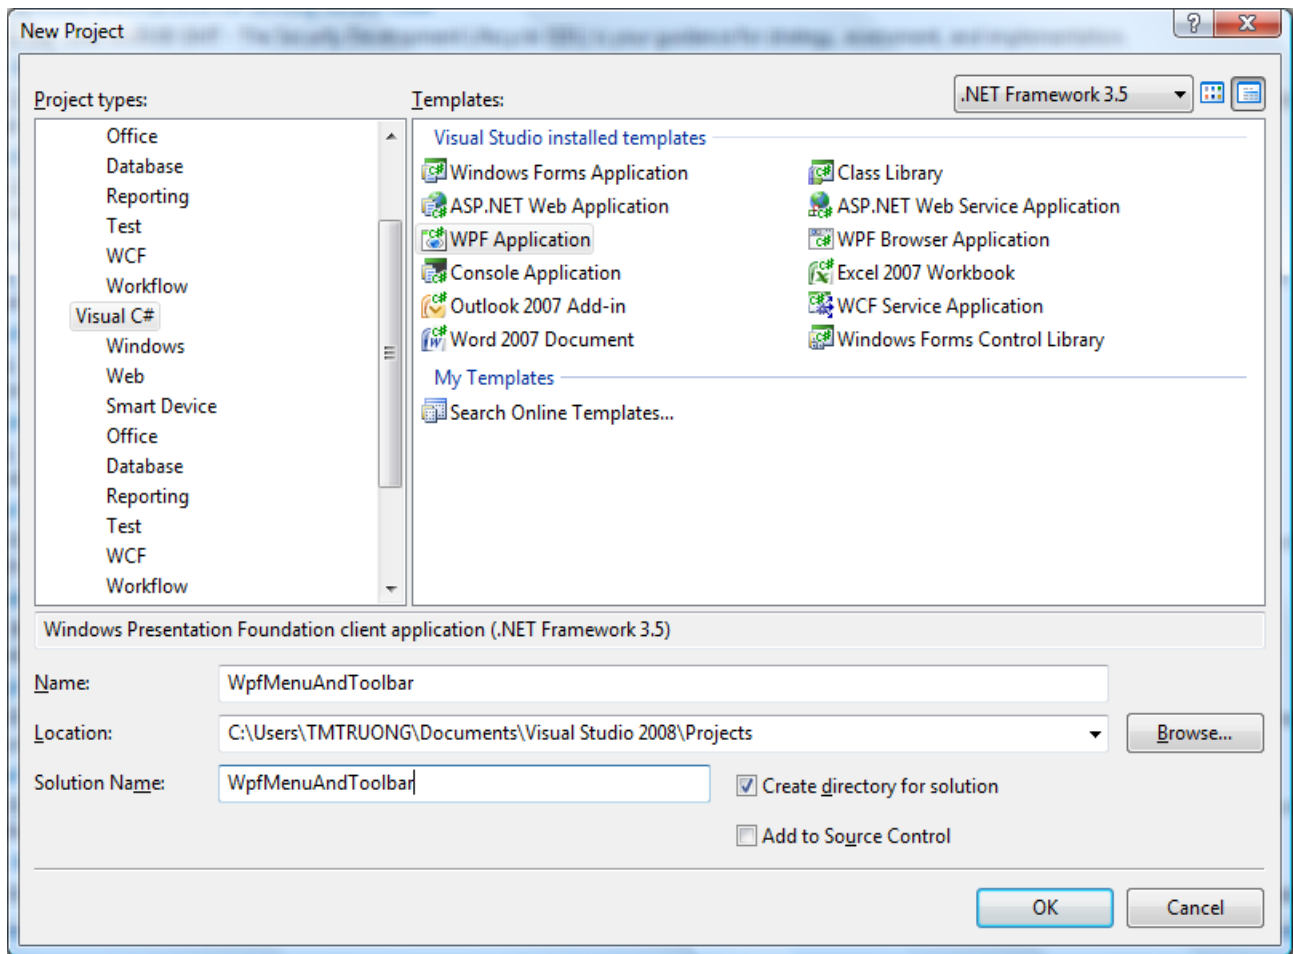 New Project
Project types:
Templates:
.NET Framework 3.5
Office
Database
Reporting
Test
WCF
Workflow
Visual C#
Windows
Web
Smart Device
Office
Database
Reporting
Test
WCF
Workflow
Visual Studio installed templates
Windows Forms Application
Class Library
ASP.NET Web Application
ASP.NET Web Service Application
WPF Application
WPF Browser Application
Console Application
Excel 2007 Workbook
Outlook 2007 Add-in
WCF Service Application
Word 2007 Document
Windows Forms Control Library
My Templates
Search Online Templates...
Windows Presentation Foundation client application (.NET Framework 3.5)
Name:
WpfMenuAndToolbar
Location:
C:\Users\TMTRUONG\Documents\Visual Studio 2008\Projects
Browse...
Solution Name:
WpfMenuAndToolbar
Create directory for solution
Add to Source Control
OK
Cancel